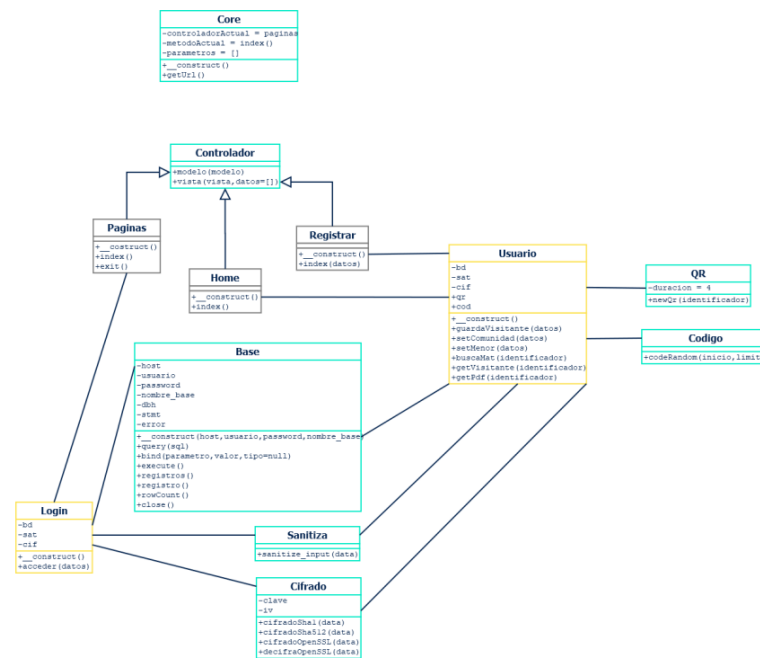 Core
-controladorActual = paginas
-metodoActual = index()
-parametros = []
+__construct()
+getUrl()
Controlador
+modelo(modelo)
+vista(vista,datos=[])
Paginas
+__costruct()
+index()
+exit()
Registrar
+__construct()
+index(datos)
Home
+__construct()
+index()
Usuario
-bd
-sat
-cif
+qr
+cod
+__construct()
+guardaVisitante(datos)
+setComunidad(datos)
+setMenor(datos)
+buscaMat(identificador)
+getVisitante(identificador)
+getPdf(identificador)
QR
-duracion = 4
+newQr(identificador)
Codigo
+codeRandom(inicio,limit
Base
-host
-usuario
-password
-nombre_base
-dbh
-stmt
-error
+__construct(host,usuario,password,nombre_base)
+query(sql)
+bind(parametro,valor,tipo=null)
+execute()
+registros()
+registro()
+rowCount()
+close()
Login
-bd
-sat
-cif
+__construct()
+acceder(datos)
Sanitiza
+sanitize_input(data)
Cifrado
-clave
-iv
+cifradoSha1(data)
+cifradoSha512(data)
+cifradoOpenSSL(data)
+decifraOpenSSL(data)